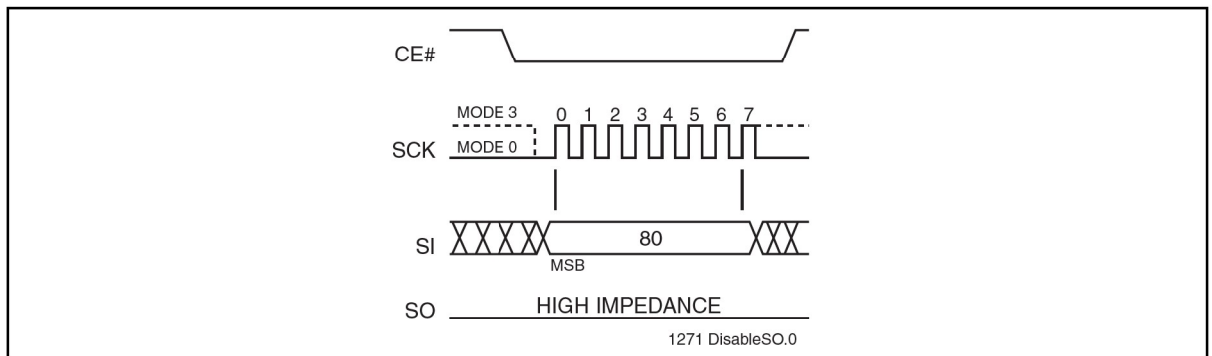 CE#
MODE 3
0 1 2 3 4 5 6 7
SCK
MODE 0
SI
80
MSB
SO
HIGH IMPEDANCE
1271 DisableSO.0